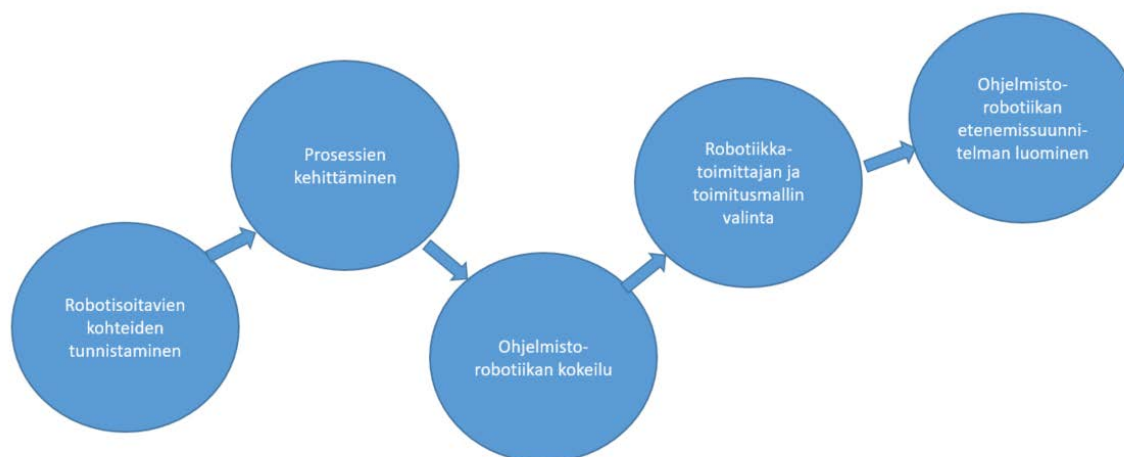 Robotisoitavien
kohteiden
tunnistaminen
Prosessien
kehittäminen
Ohjelmisto-
robotiikan kokeilu
Robotiikka-
toimittajan ja
toimitusmallin
valinta
Ohjelmisto-
robotiikan
etenemissuunni-
telman luominen